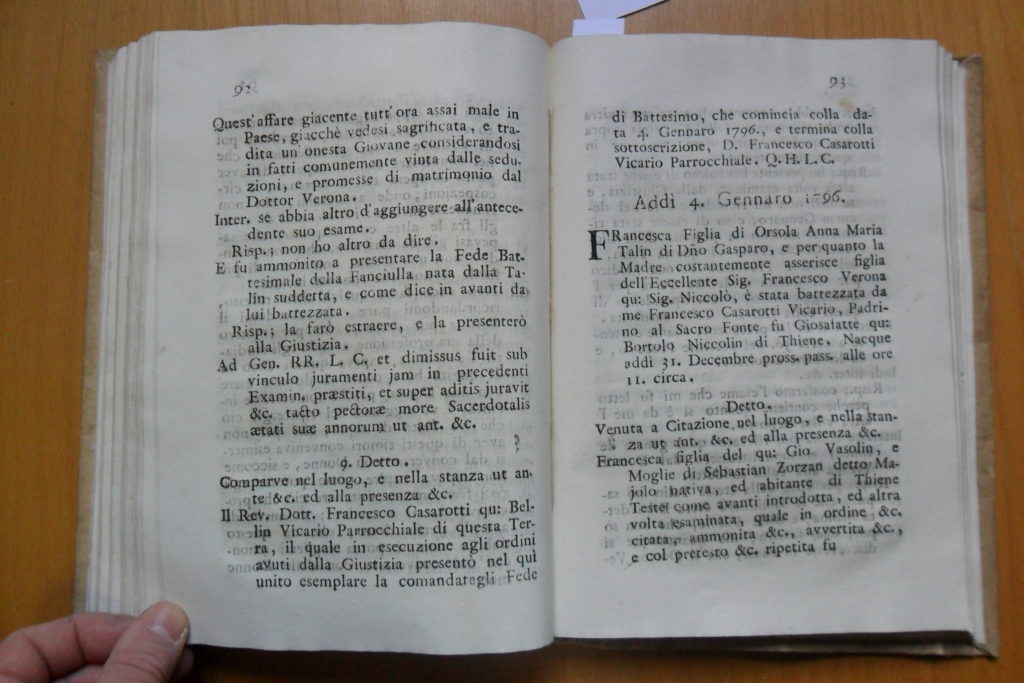 92
Quest'affare giacente tutt'ora assai male in
Paese, giacchè vedesi sagrificata, e tra-
dita un'onesta Giovane considerandosi
in fatti comunemente vinta dalle sedu-
zioni, e promesse di matrimonio dal
Dottor Verona.
Inter. se abbia altro d'aggiungere all'antece-
dente suo esame.
Risp.; non ho altro da dire.
E fu ammonito a presentare la Fede Bat-
tesimale della Fanciulla nata dalla Ta-
lin suddetta, e come dice in avanti da
lui battezzata.
Risp.; la farò estraere, e la presenterò
alla Giustizia.
Ad Gen. RR. L. C. et dimissus fuit sub
vinculo juramenti jam in precedenti
Examin, præstiti, et super aditis juravit
&c. tacto pectoræ more Sacerdotalis
ætati suæ annorum ut ant. &c.
9. Detto.
Comparve nel luogo, e nella stanza ut an-
te &c. ed alla presenza &c.
Il Rev. Dott. Francesco Casarotti qu: Bel-
lin Vicario Parrocchiale di questa Ter-
ra, il quale in esecuzione agli ordini
avuti dalla Giustizia presentò nel quì
unito esemplare la comandategli Fede
93
di Battesimo, che comincia colla da-
ta 4. Gennaro 1796., e termina colla
sottoscrizione, D. Francesco Casarotti
Vicario Parrocchiale. Q. H. L. C.
Addì 4. Gennaro 1796.
FRancesca Figlia di Orsola Anna Maria
Talin di Dño Gasparo, e per quanto la
Madre costantemente asserisce figlia
dell'Eccellente Sig. Francesco Verona
qu: Sig. Niccolò, è stata battezzata da
me Francesco Casarotti Vicario, Padri-
no al Sacro Fonte fu Giosafatte qu:
Bortolo Niccolin di Thiene. Nacque
addì 31. Decembre pross. pass. alle ore
11. circa.
Detto.
Venuta a Citazione nel luogo, e nella stan-
za ut ant. &c. ed alla presenza &c.
Francesca figlia del qu: Gio. Vasolin, e
Moglie di Sebastian Zorzan detto Ma-
jolo nativa, ed abitante di Thiene
Teste come avanti introdotta, ed altra
volta esaminata, quale in ordine &c.
citata, ammonita &c., avvertita &c.,
e col pretesto &c. ripetita fu